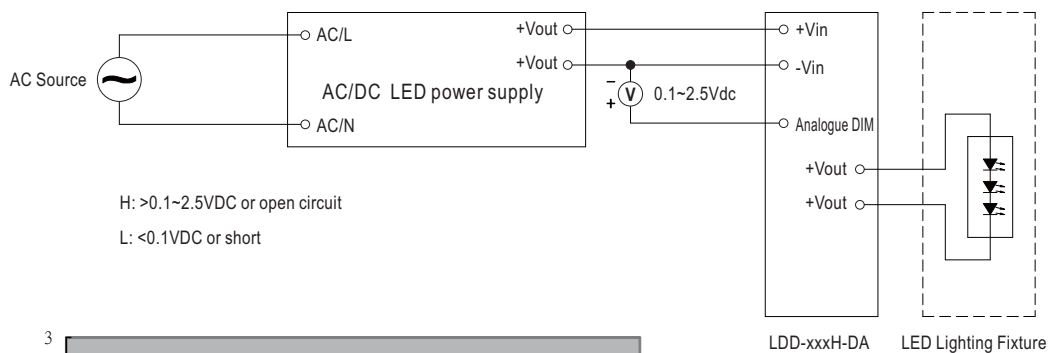 AC Source
AC/L
AC/N
+Vout
+Vout
AC/DC LED power supply
−
+
V
0.1~2.5Vdc
+Vin
-Vin
Analogue DIM
+Vout
+Vout
H: >0.1~2.5VDC or open circuit
L: <0.1VDC or short
LDD-xxxH-DA
LED Lighting Fixture
3